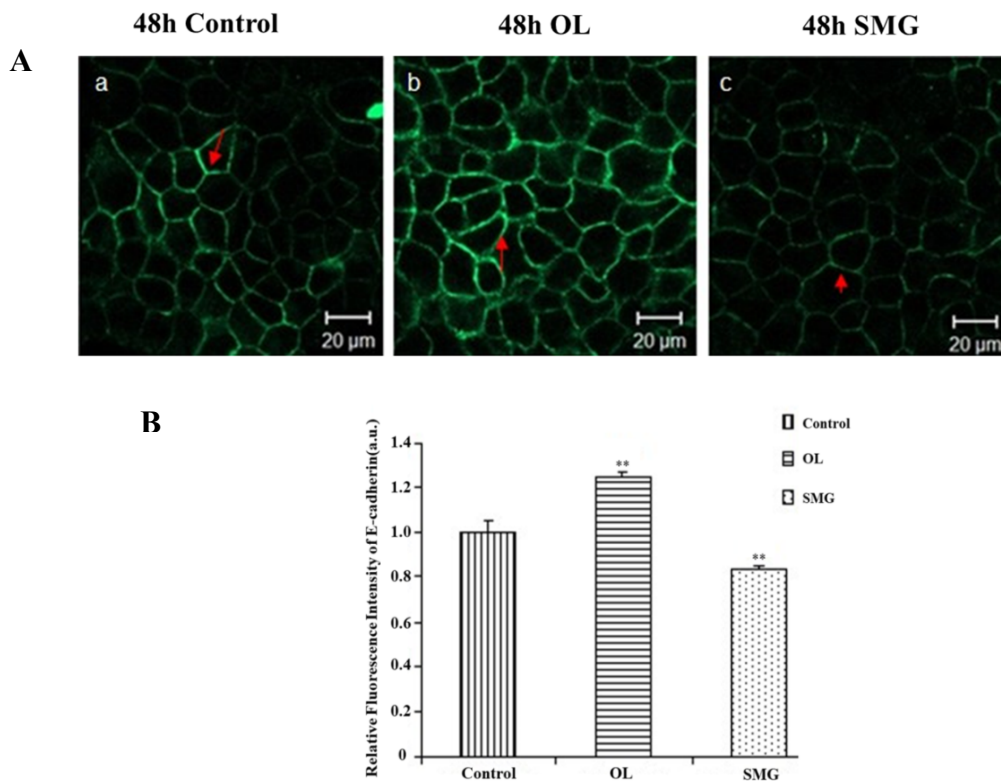 48h Control 48h OL 48h SMG
A
a b c
20 µm 20 µm 20 µm
B
Control
OL
SMG
Relative Fluorescence Intensity of E-cadherin(a.u.)
1.4
1.2
1.0
0.8
0.6
0.4
0.2
0
**
**
Control OL SMG